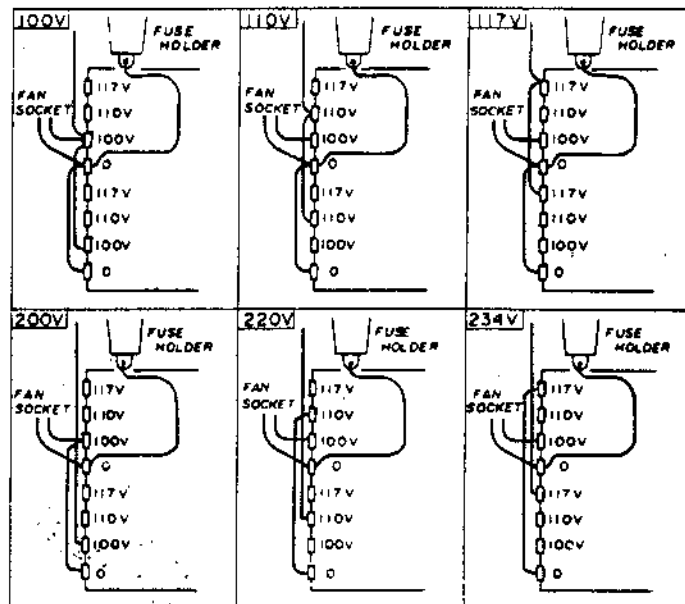 100V
FUSE
HOLDER
FAN
SOCKET
117V
110V
100V
0
117V
110V
100V
0
110V
FUSE
HOLDER
FAN
SOCKET
117V
110V
100V
0
117V
110V
100V
0
117V
FUSE
HOLDER
FAN
SOCKET
117V
110V
100V
0
117V
110V
100V
0
200V
FUSE
HOLDER
FAN
SOCKET
117V
110V
100V
0
117V
110V
100V
0
220V
FUSE
HOLDER
FAN
SOCKET
117V
110V
100V
0
117V
110V
100V
0
234V
FUSE
HOLDER
FAN
SOCKET
117V
110V
100V
0
117V
110V
100V
0